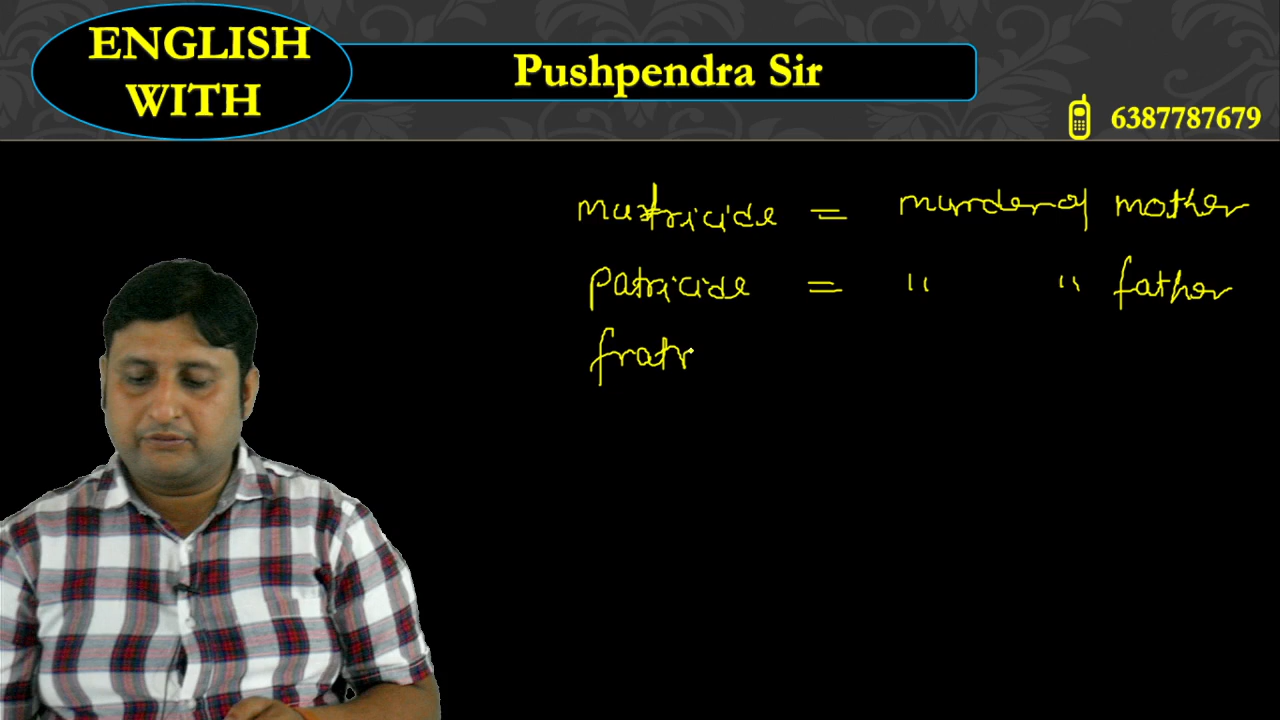 ENGLISH
WITH
Pushpendra Sir
6387787679
matricide = murder of mother
patricide = " " father
fratr